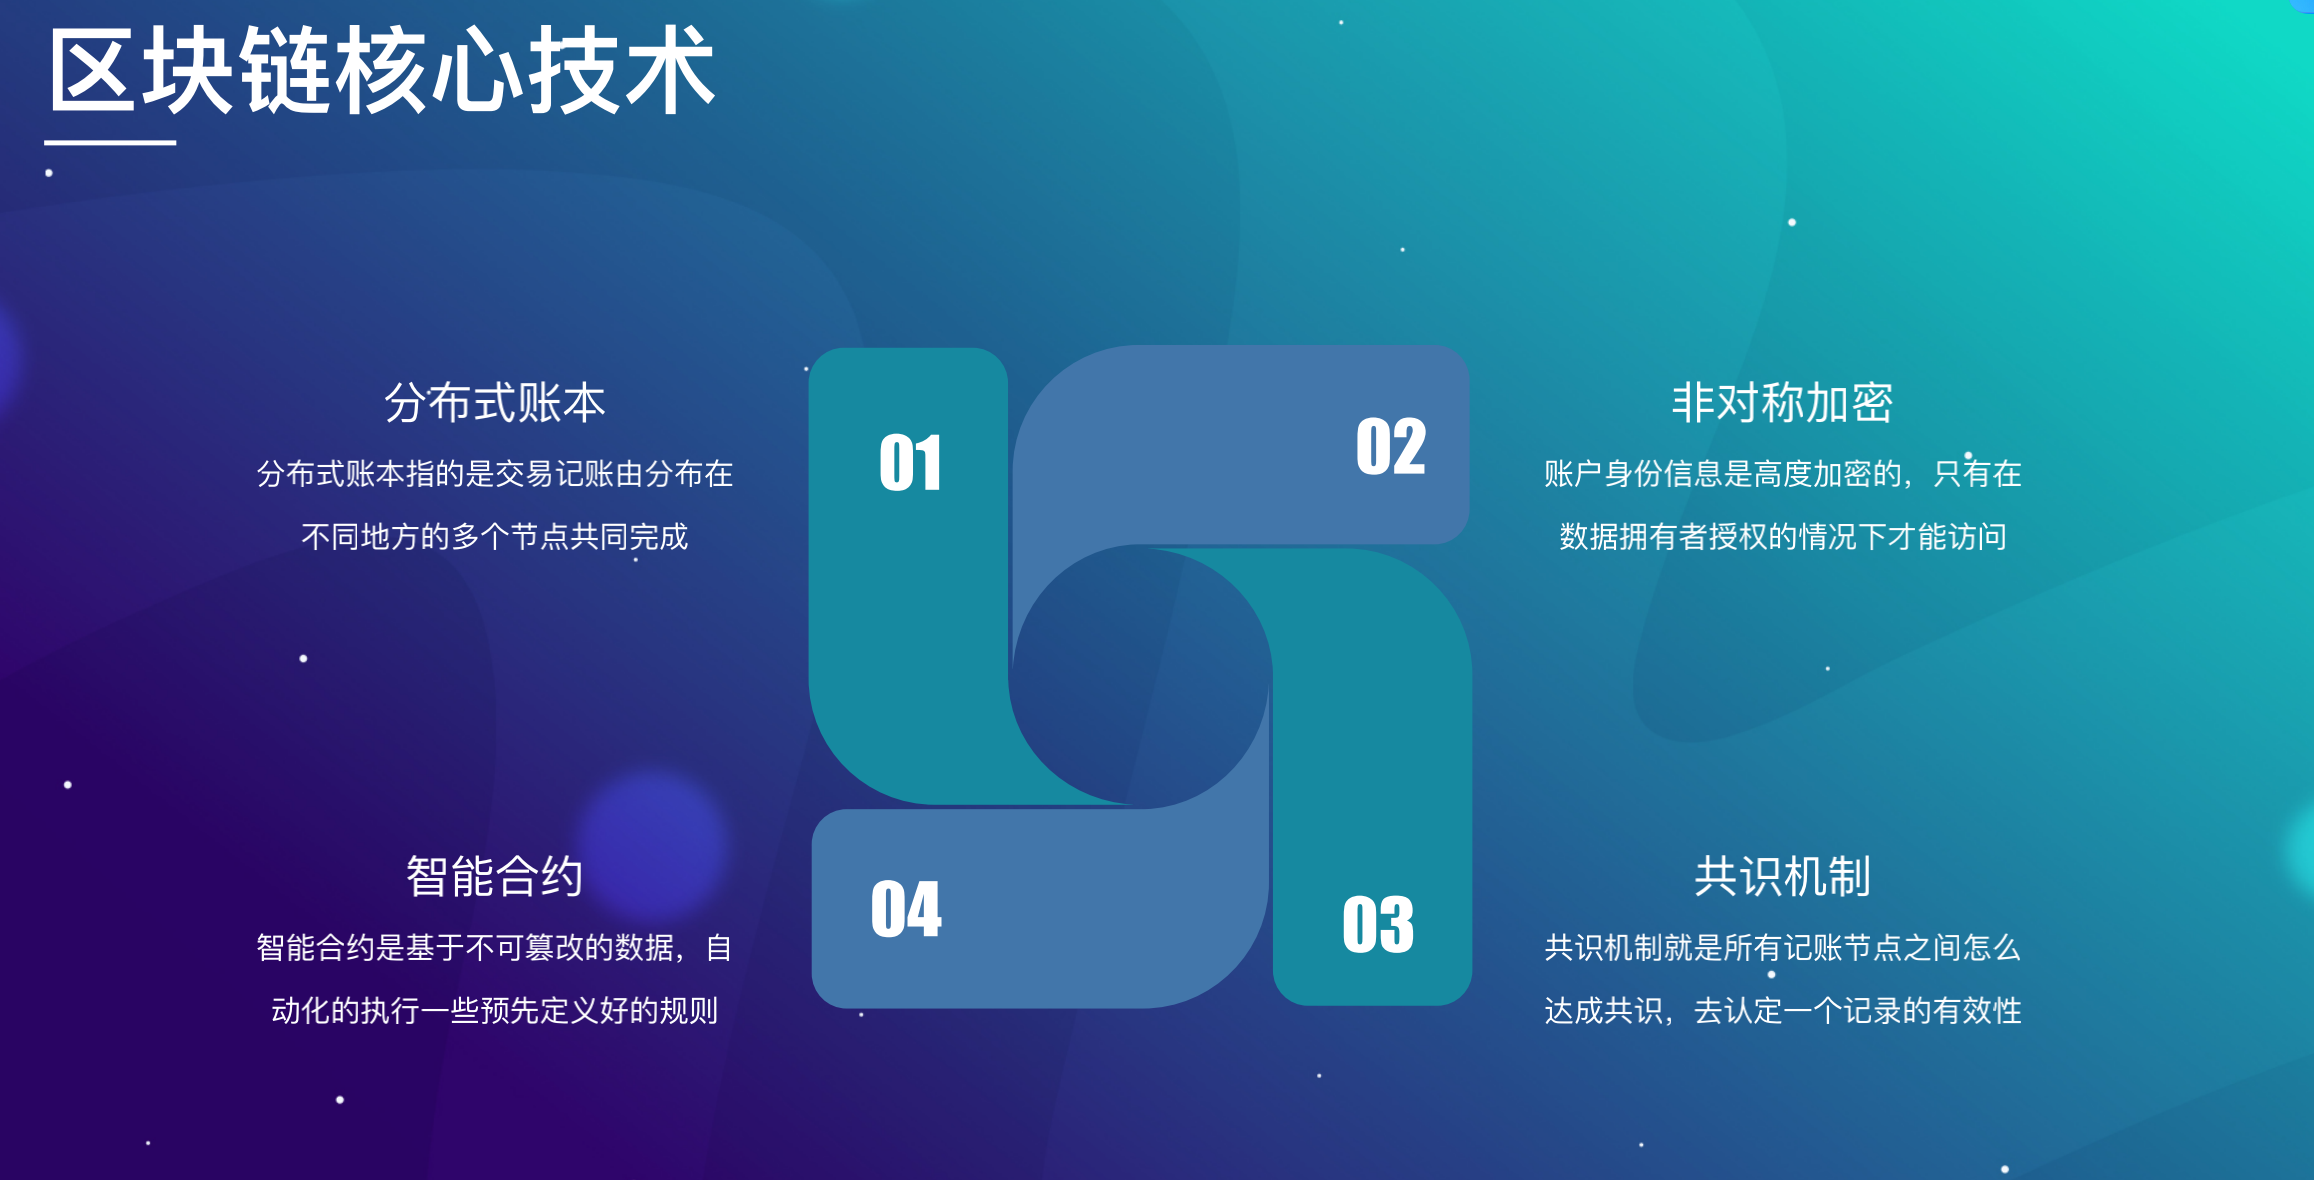 区块链核心技术
分布式账本
分布式账本指的是交易记账由分布在
不同地方的多个节点共同完成
01
02
非对称加密
账户身份信息是高度加密的，只有在
数据拥有者授权的情况下才能访问
智能合约
智能合约是基于不可篡改的数据，自
动化的执行一些预先定义好的规则
04
03
共识机制
共识机制就是所有记账节点之间怎么
达成共识，去认定一个记录的有效性